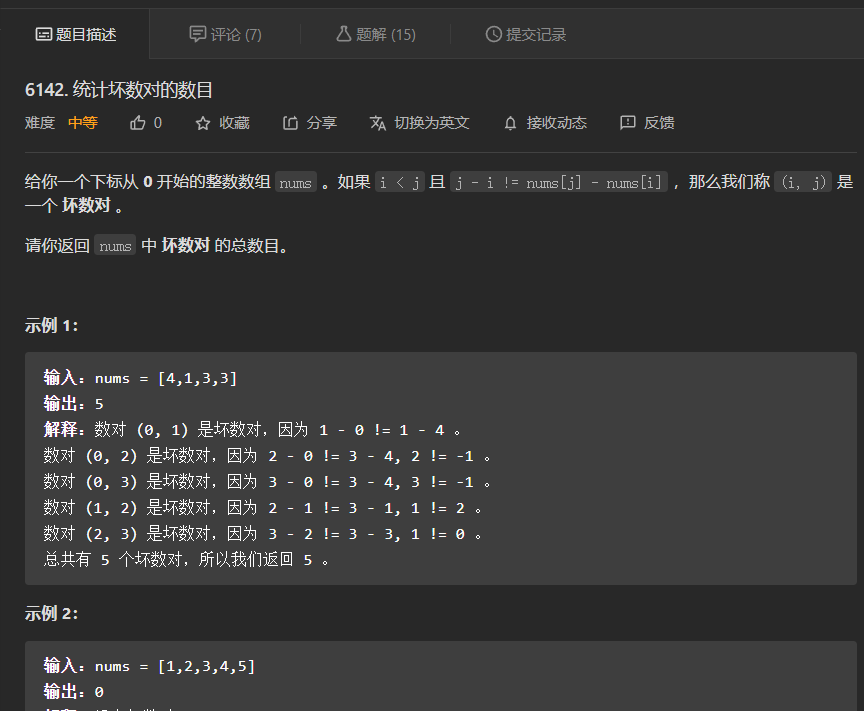 题目描述 评论 (7) 题解 (15) 提交记录
6142. 统计坏数对的数目
难度 中等 0 收藏 分享 切换为英文 接收动态 反馈
给你一个下标从 0 开始的整数数组 nums 。如果 i < j 且 j - i != nums[j] - nums[i] ，那么我们称 (i, j) 是
一个 坏数对 。
请你返回 nums 中 坏数对 的总数目。
示例 1：
输入：nums = [4,1,3,3]
输出：5
解释：数对 (0, 1) 是坏数对，因为 1 - 0 != 1 - 4 。
数对 (0, 2) 是坏数对，因为 2 - 0 != 3 - 4, 2 != -1 。
数对 (0, 3) 是坏数对，因为 3 - 0 != 3 - 4, 3 != -1 。
数对 (1, 2) 是坏数对，因为 2 - 1 != 3 - 1, 1 != 2 。
数对 (2, 3) 是坏数对，因为 3 - 2 != 3 - 3, 1 != 0 。
总共有 5 个坏数对，所以我们返回 5 。
示例 2：
输入：nums = [1,2,3,4,5]
输出：0